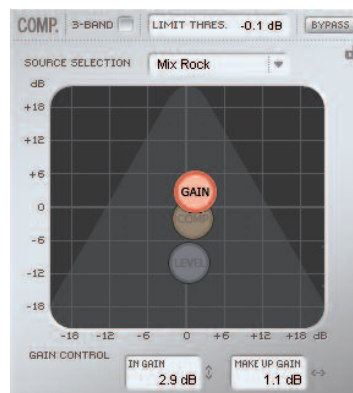 COMP. 3-BAND LIMIT THRES. -0.1 dB BYPASS
SOURCE SELECTION Mix Rock
dB
+18
+12
+6
GAIN
0
COMP
-6
LEVEL
-12
-18
-18 -12 -6 0 +6 +12 +18 dB
GAIN CONTROL
IN GAIN MAKE UP GAIN
2.9 dB 1.1 dB